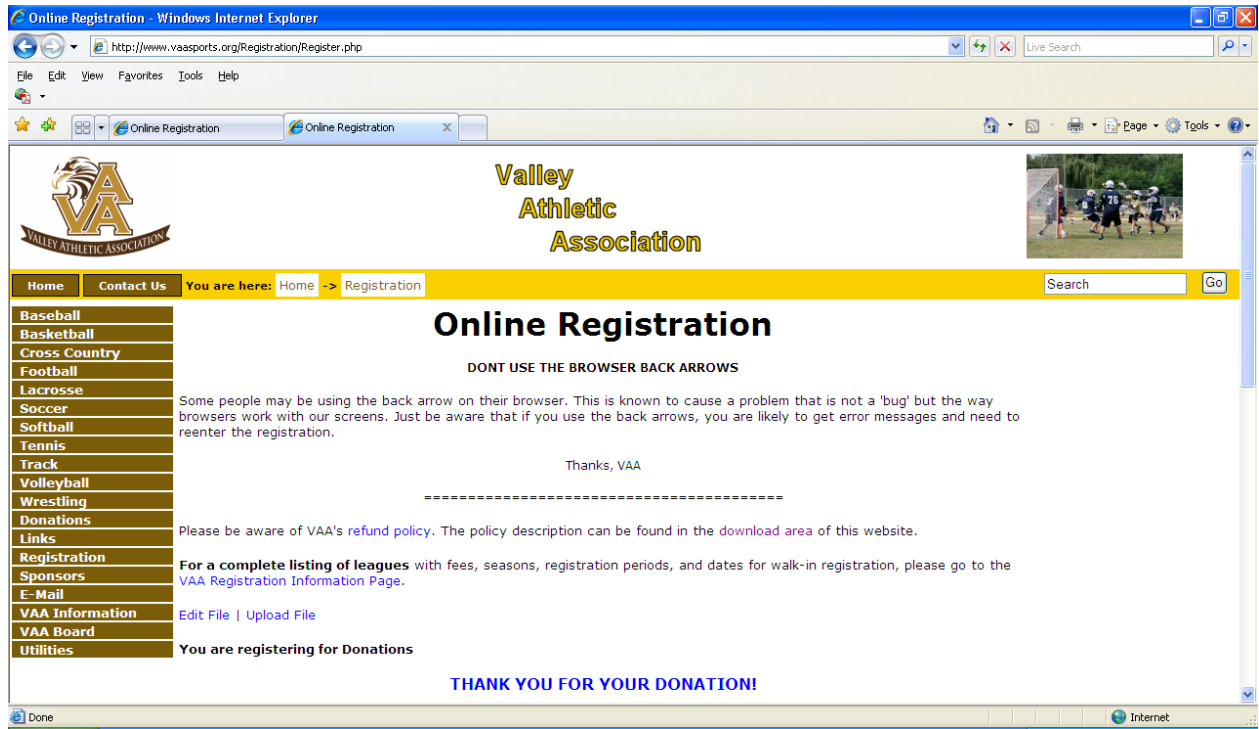 Online Registration - Windows Internet Explorer
http://www.vaasports.org/Registration/Register.php
Live Search
File Edit View Favorites Tools Help
Online Registration
Online Registration
Page Tools
VALLEY ATHLETIC ASSOCIATION
Valley
Athletic
Association
76
Home Contact Us You are here: Home -> Registration
Search Go
Baseball
Basketball
Cross Country
Football
Lacrosse
Soccer
Softball
Tennis
Track
Volleyball
Wrestling
Donations
Links
Registration
Sponsors
E-Mail
VAA Information
VAA Board
Utilities
Online Registration
DONT USE THE BROWSER BACK ARROWS
Some people may be using the back arrow on their browser. This is known to cause a problem that is not a 'bug' but the way
browsers work with our screens. Just be aware that if you use the back arrows, you are likely to get error messages and need to
reenter the registration.
Thanks, VAA
=========================================
Please be aware of VAA's refund policy. The policy description can be found in the download area of this website.
For a complete listing of leagues with fees, seasons, registration periods, and dates for walk-in registration, please go to the
VAA Registration Information Page.
Edit File | Upload File
You are registering for Donations
THANK YOU FOR YOUR DONATION!
Done
Internet